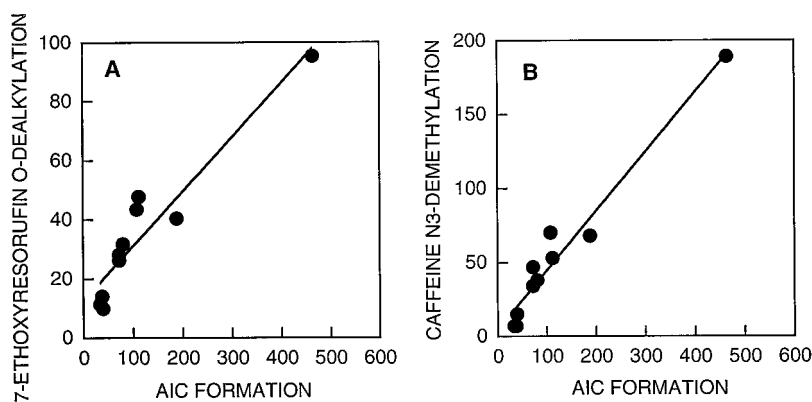 7-ETHOXYRESORUFIN O-DEALKYLATION
A
100
80
60
40
20
0
0 100 200 300 400 500 600
AIC FORMATION
CAFFEINE N3-DEMETHYLATION
B
200
150
100
50
0
0 100 200 300 400 500 600
AIC FORMATION